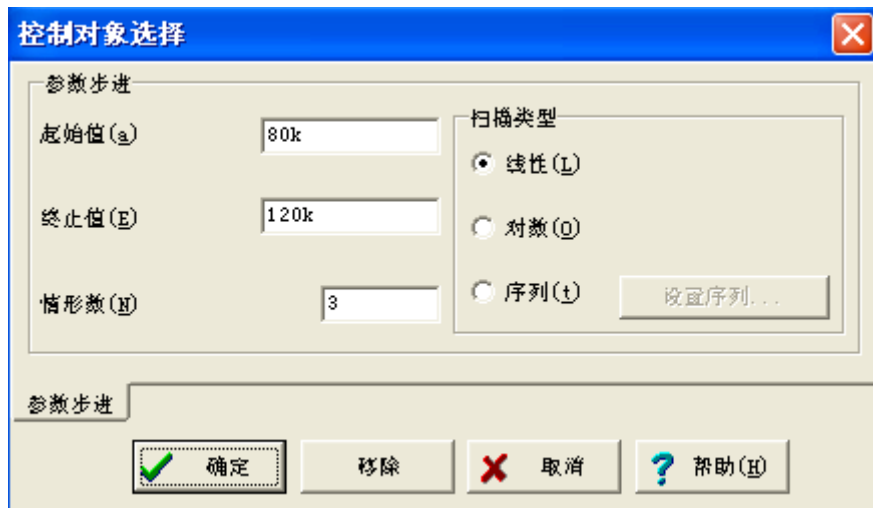 控制对象选择
参数步进
起始值(a)
80k
终止值(E)
120k
情形数(N)
3
扫描类型
线性(L)
对数(O)
序列(t)
设置序列...
参数步进
确定
移除
取消
帮助(H)